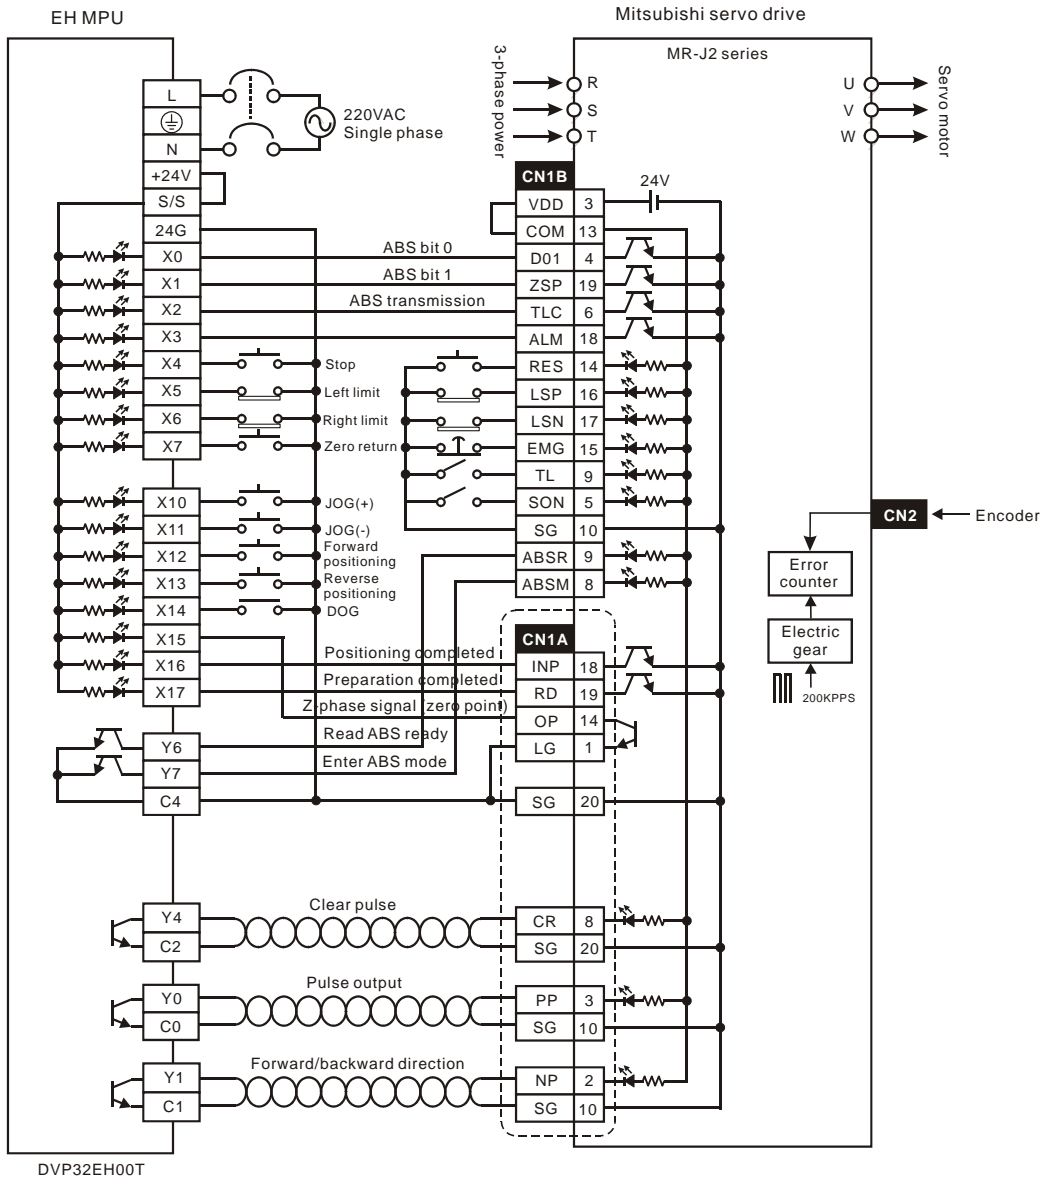 EH MPU
Mitsubishi servo drive
MR-J2 series
3-phase power
R
S
T
U
V
W
Servo motor
L
N
+24V
S/S
24G
X0
X1
X2
X3
X4
X5
X6
X7
X10
X11
X12
X13
X14
X15
X16
X17
Y6
Y7
C4
Y4
C2
Y0
C0
Y1
C1
220VAC
Single phase
ABS bit 0
ABS bit 1
ABS transmission
Stop
Left limit
Right limit
Zero return
JOG(+)
JOG(-)
Forward
positioning
Reverse
positioning
DOG
Positioning completed
Preparation completed
Z-phase signal (zero point)
Read ABS ready
Enter ABS mode
Clear pulse
Pulse output
Forward/backward direction
CN1B
24V
VDD 3
COM 13
D01 4
ZSP 19
TLC 6
ALM 18
RES 14
LSP 16
LSN 17
EMG 15
TL 9
SON 5
SG 10
ABSR 9
ABSM 8
CN1A
INP 18
RD 19
OP 14
LG 1
SG 20
CR 8
SG 20
PP 3
SG 10
NP 2
SG 10
CN2
Encoder
Error
counter
Electric
gear
200KPPS
DVP32EH00T